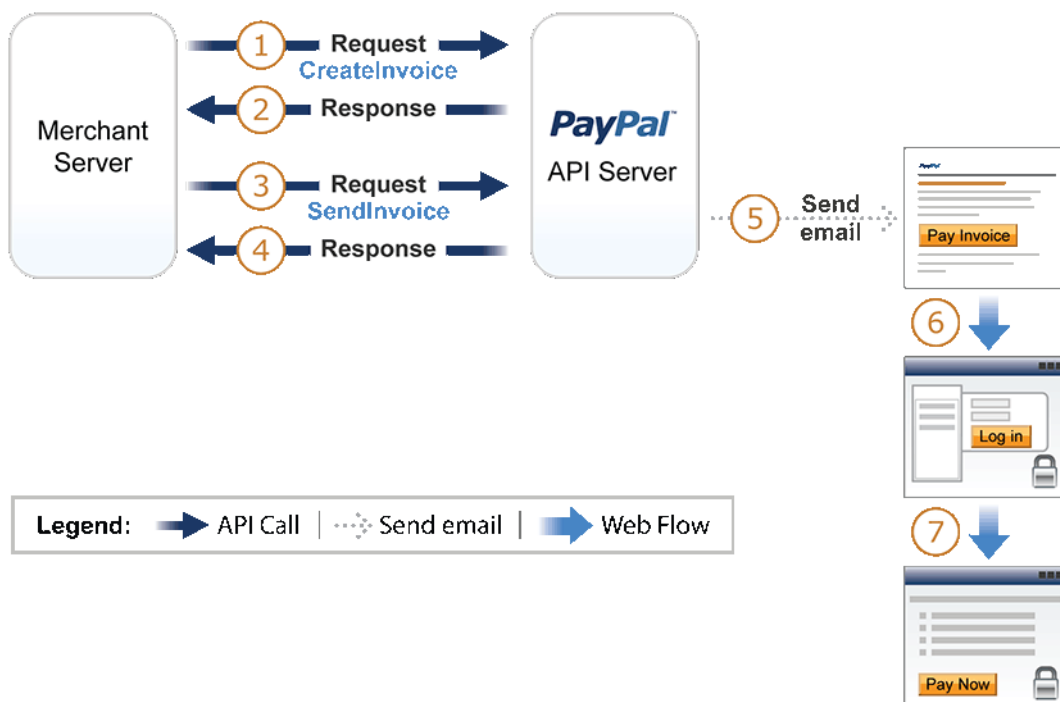 1 Request
CreateInvoice
2 Response
Merchant
Server
PayPal™
API Server
3 Request
SendInvoice
4 Response
5 Send
email
PayPal
Pay Invoice
6
Log in
7
Pay Now
Legend: API Call Send email Web Flow